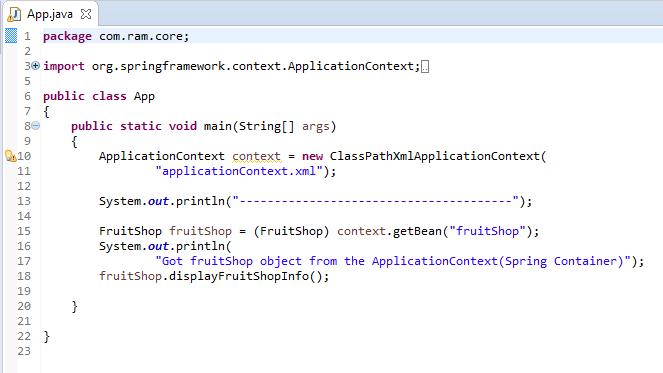 App.java
1 package com.ram.core;
2
3 import org.springframework.context.ApplicationContext;
5
6 public class App
7 {
8 public static void main(String[] args)
9 {
10 ApplicationContext context = new ClassPathXmlApplicationContext(
11 "applicationContext.xml");
12
13 System.out.println("---------------------------------------");
14
15 FruitShop fruitShop = (FruitShop) context.getBean("fruitShop");
16 System.out.println(
17 "Got fruitShop object from the ApplicationContext(Spring Container)");
18 fruitShop.displayFruitShopInfo();
19
20 }
21
22 }
23